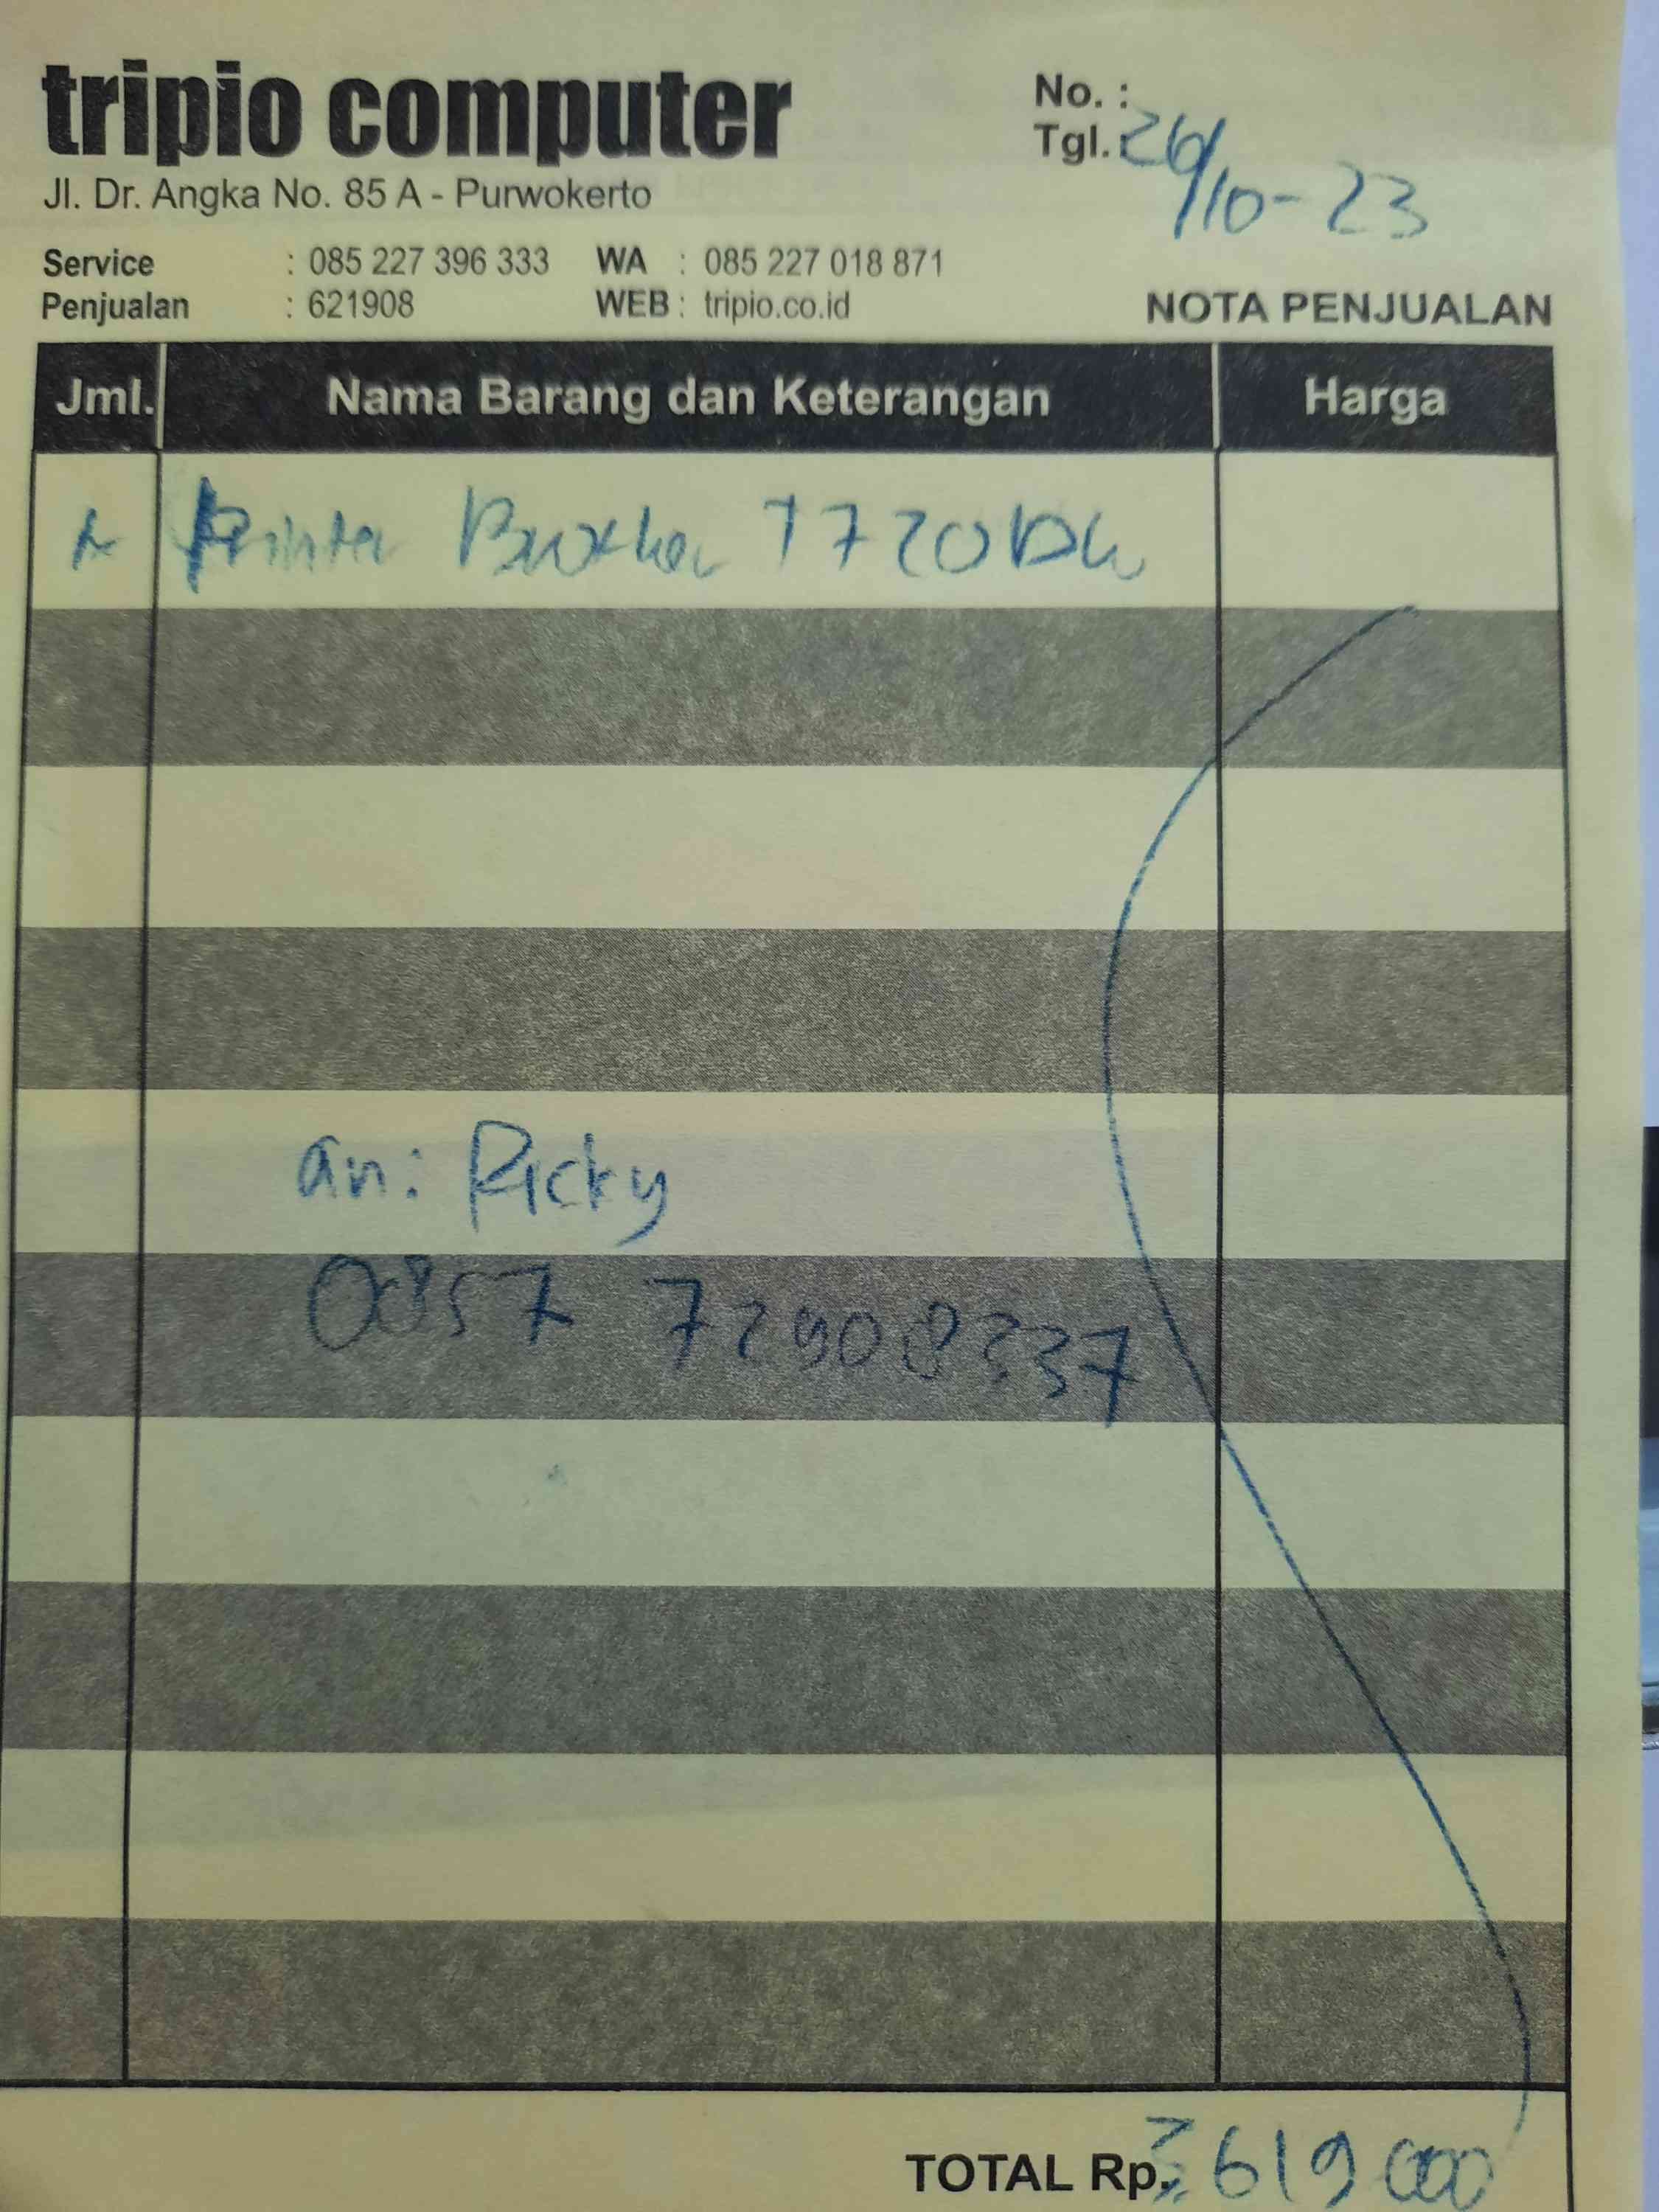 tripio computer
No. :
Tgl. : 26/10-23
Jl. Dr. Angka No. 85 A - Purwokerto
Service : 085 227 396 333 WA : 085 227 018 871
Penjualan : 621908 WEB : tripio.co.id
NOTA PENJUALAN
Jml. Nama Barang dan Keterangan Harga
Printer Brother T720DW
an: Ricky
0857 72908337
TOTAL Rp. 3 619 000